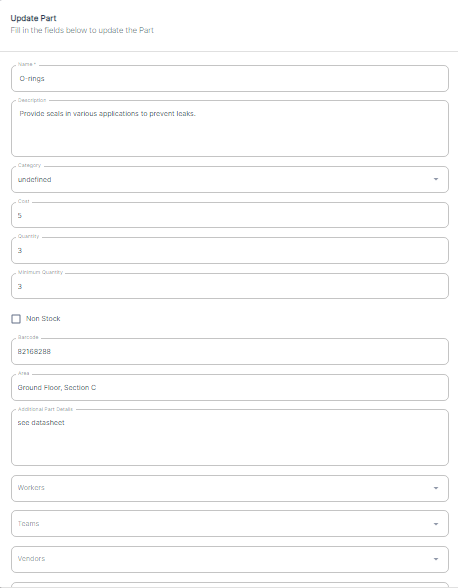 Update Part
Fill in the fields below to update the Part
Name *
O-rings
Description
Provide seals in various applications to prevent leaks.
Category
undefined
Cost
5
Quantity
3
Minimum Quantity
3
Non Stock
Barcode
82168288
Area
Ground Floor, Section C
Additional Part Details
see datasheet
Workers
Teams
Vendors